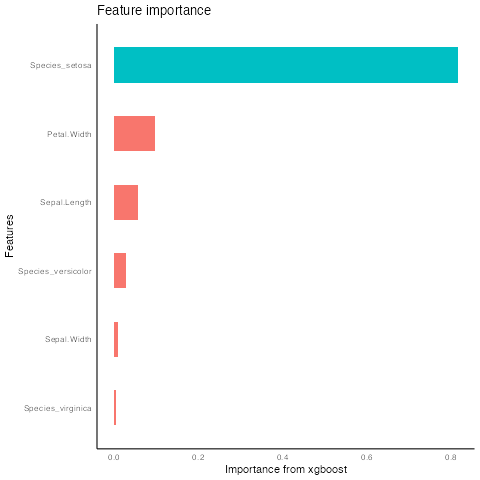 Feature importance
Features
Species_setosa
Petal.Width
Sepal.Length
Species_versicolor
Sepal.Width
Species_virginica
0.0 0.2 0.4 0.6 0.8
Importance from xgboost